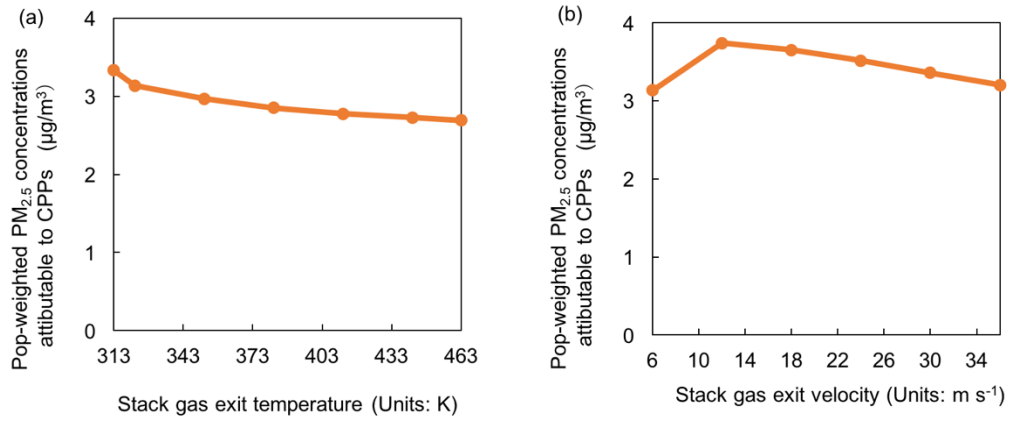 (a)
Pop-weighted PM2.5 concentrations
attibutable to CPPs (μg/m³)
4
3
2
1
0
313 343 373 403 433 463
Stack gas exit temperature (Units: K)
(b)
Pop-weighted PM2.5 concentrations
attibutable to CPPs (μg/m³)
4
3
2
1
0
6 10 14 18 22 26 30 34
Stack gas exit velocity (Units: m s⁻¹)